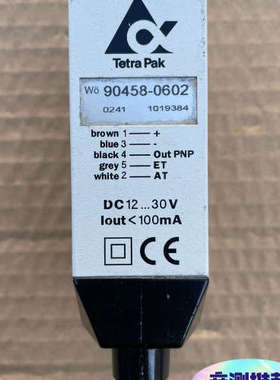 Tetra Pak
Wö 90458-0602
0241 1019384
brown 1 — +
blue 3 — -
black 4 — Out PNP
grey 5 — ET
white 2 — AT
DC 12 ... 30 V
Iout < 100mA
CE